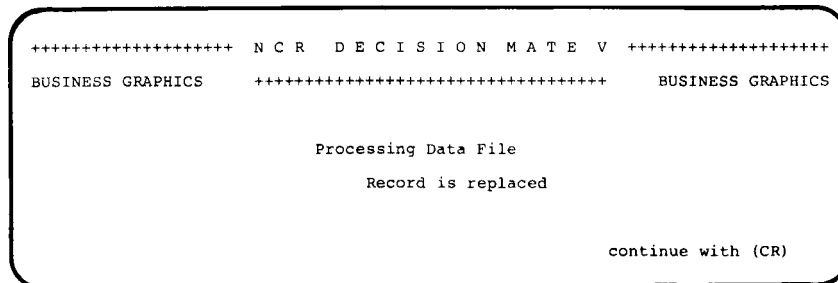 ++++++++++++++++++++ N C R   D E C I S I O N   M A T E   V ++++++++++++++++++++
BUSINESS GRAPHICS ++++++++++++++++++++++++++++++++++ BUSINESS GRAPHICS
Processing Data File
Record is replaced
continue with (CR)